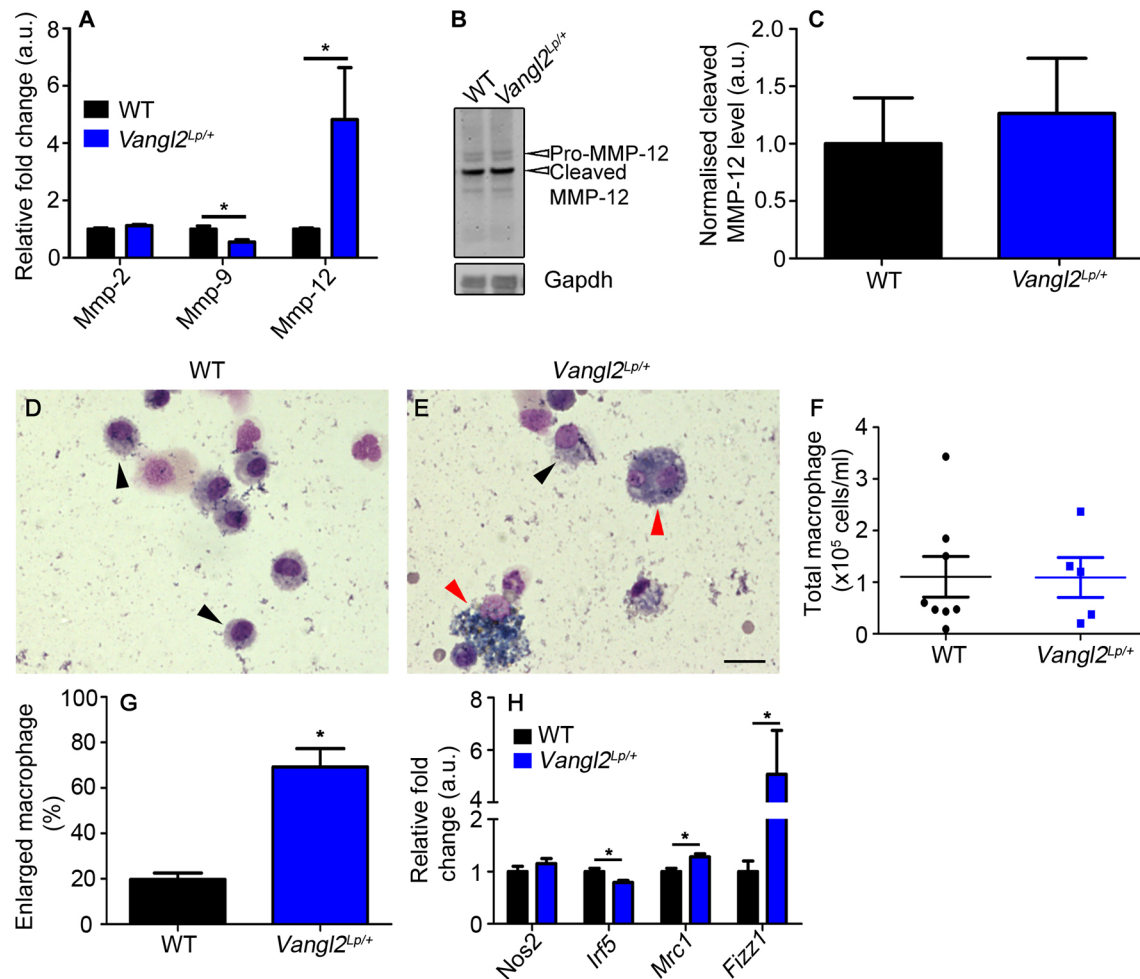 A
Relative fold change (a.u.)
8
6
4
2
0
WT
Vangl2Lp/+
*
*
Mmp-2
Mmp-9
Mmp-12
B
WT
Vangl2Lp/+
Pro-MMP-12
Cleaved
MMP-12
Gapdh
C
Normalised cleaved
MMP-12 level (a.u.)
2.0
1.5
1.0
0.5
0.0
WT
Vangl2Lp/+
WT
D
Vangl2Lp/+
E
F
Total macrophage
(x10⁵ cells/ml)
4
3
2
1
0
WT
Vangl2Lp/+
G
Enlarged macrophage
(%)
100
80
60
40
20
0
*
WT
Vangl2Lp/+
H
Relative fold
change (a.u.)
8
4
2
1
0
WT
Vangl2Lp/+
*
*
*
Nos2
Irf5
Mrc1
Fizz1